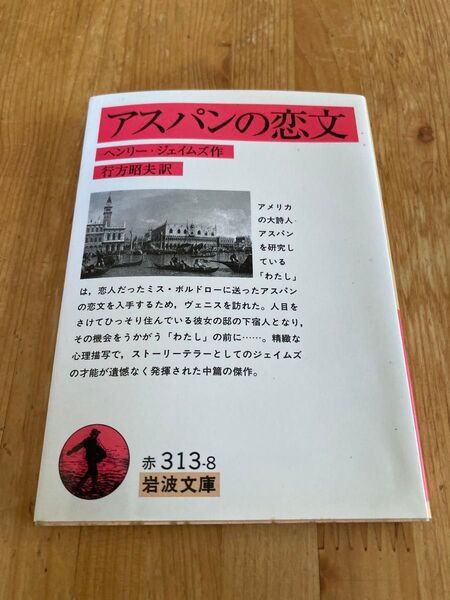 アスパンの恋文
ヘンリー・ジェイムズ作
行方昭夫訳
アメリカ
の大詩人
アスパン
を研究し
ている
「わたし」
は，恋人だったミス・ボルドローに送ったアスパン
の恋文を入手するため，ヴェニスを訪れた。人目を
さけてひっそり住んでいる彼女の邸の下宿人となり，
その機会をうかがう「わたし」の前に……。精緻な
心理描写で，ストーリーテラーとしてのジェイムズ
の才能が遺憾なく発揮された中篇の傑作。
赤 313-8
岩波文庫